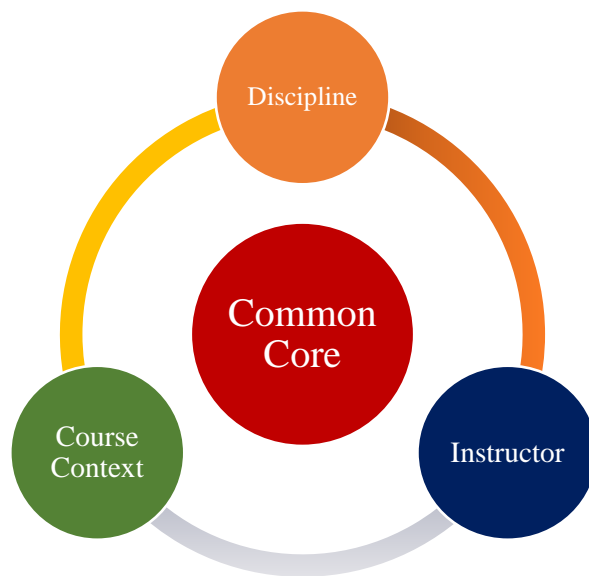 Discipline
Common
Core
Course
Context
Instructor